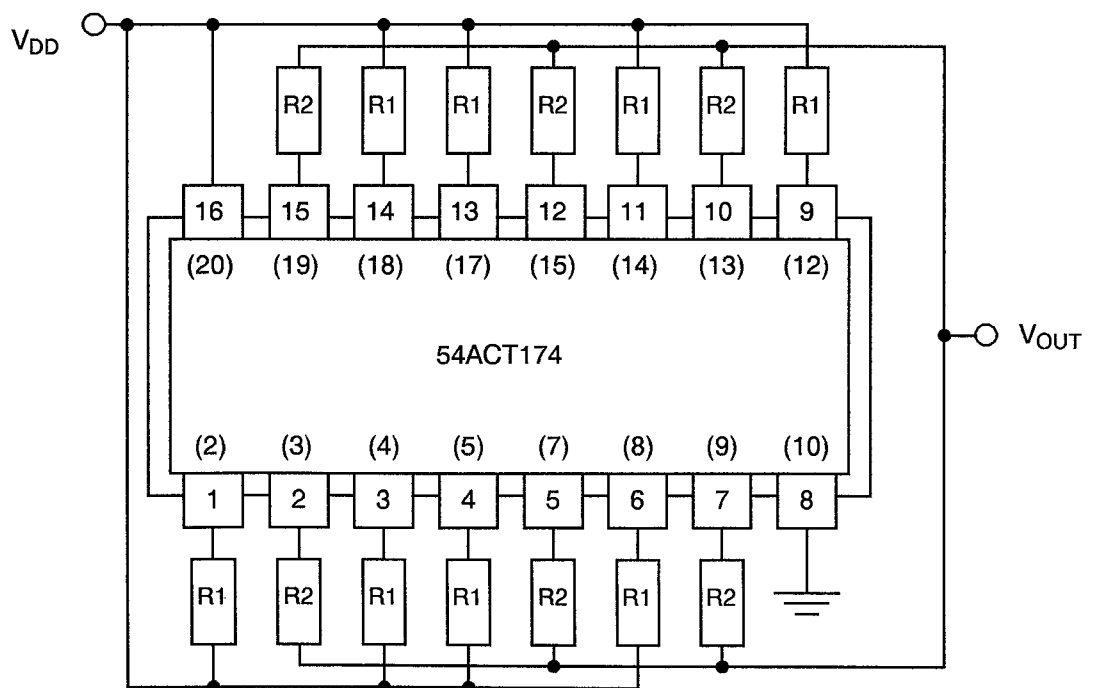 V_DD
R2 R1 R1 R2 R1 R2 R1
16 15 14 13 12 11 10 9
(20) (19) (18) (17) (15) (14) (13) (12)
V_OUT
54ACT174
(2) (3) (4) (5) (7) (8) (9) (10)
1 2 3 4 5 6 7 8
R1 R2 R1 R1 R2 R1 R2